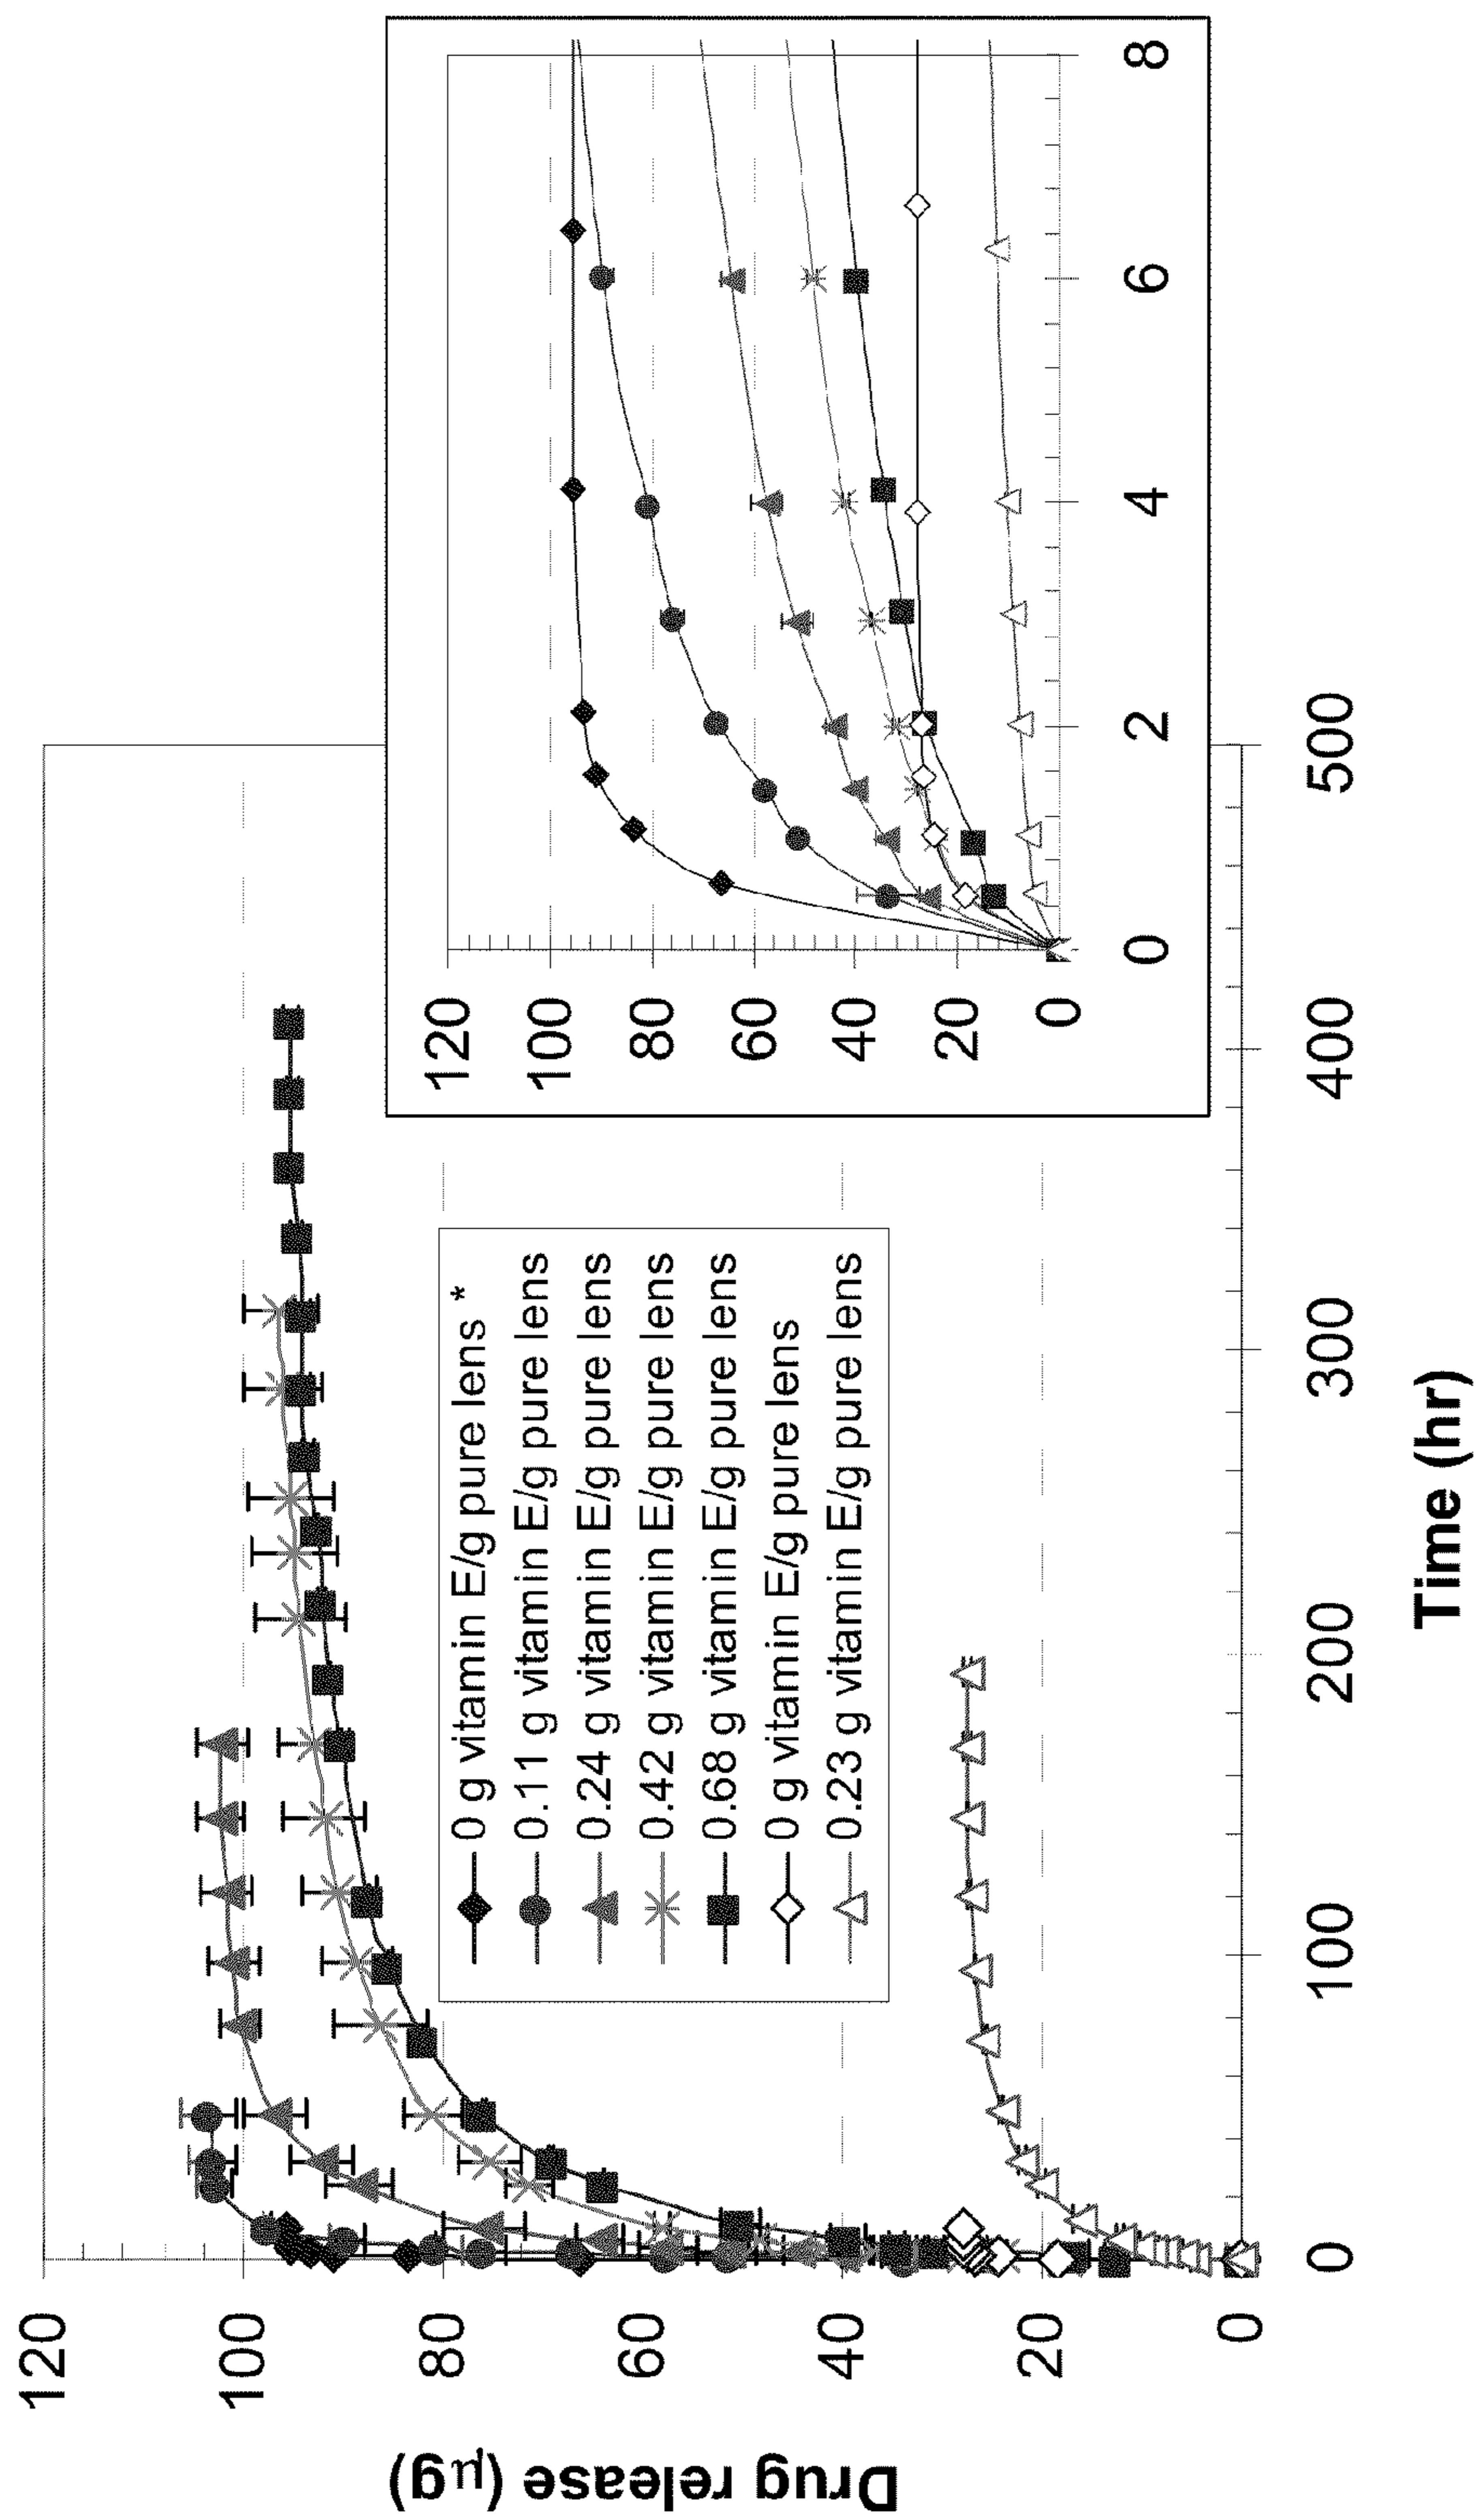 Drug release (μg)
120
100
80
60
40
20
0
0 g vitamin E/g pure lens *
0.11 g vitamin E/g pure lens
0.24 g vitamin E/g pure lens
0.42 g vitamin E/g pure lens
0.68 g vitamin E/g pure lens
0 g vitamin E/g pure lens
0.23 g vitamin E/g pure lens
120
100
80
60
40
20
0
0 2 4 6 8
0 100 200 300 400 500
Time (hr)